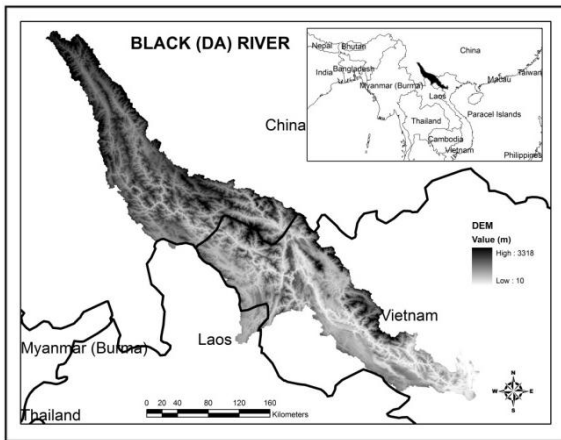 BLACK (DA) RIVER
Nepal
Bhutan
China
Bangladesh
India
Taiwan
Macau
Myanmar (Burma)
Laos
Paracel Islands
Thailand
Cambodia
Vietnam
Philippines
China
DEM
Value (m)
High : 3318
Low : 10
Vietnam
Laos
Myanmar (Burma)
Thailand
N
W E
S
0 20 40 80 120 160
Kilometers